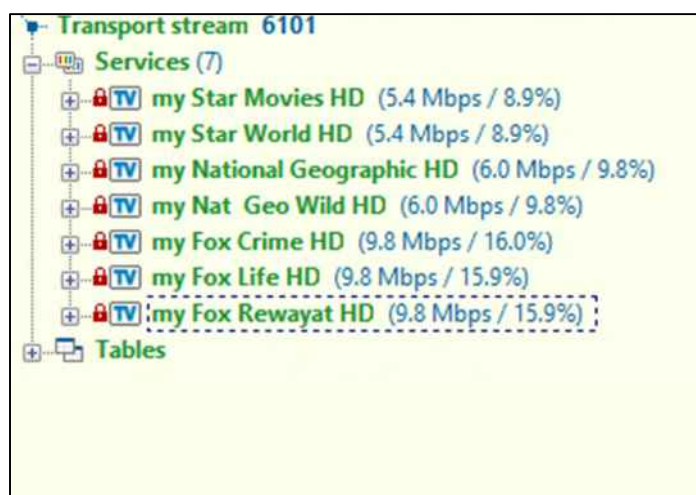 Transport stream 6101
Services (7)
TV my Star Movies HD (5.4 Mbps / 8.9%)
TV my Star World HD (5.4 Mbps / 8.9%)
TV my National Geographic HD (6.0 Mbps / 9.8%)
TV my Nat Geo Wild HD (6.0 Mbps / 9.8%)
TV my Fox Crime HD (9.8 Mbps / 16.0%)
TV my Fox Life HD (9.8 Mbps / 15.9%)
TV my Fox Rewayat HD (9.8 Mbps / 15.9%)
Tables